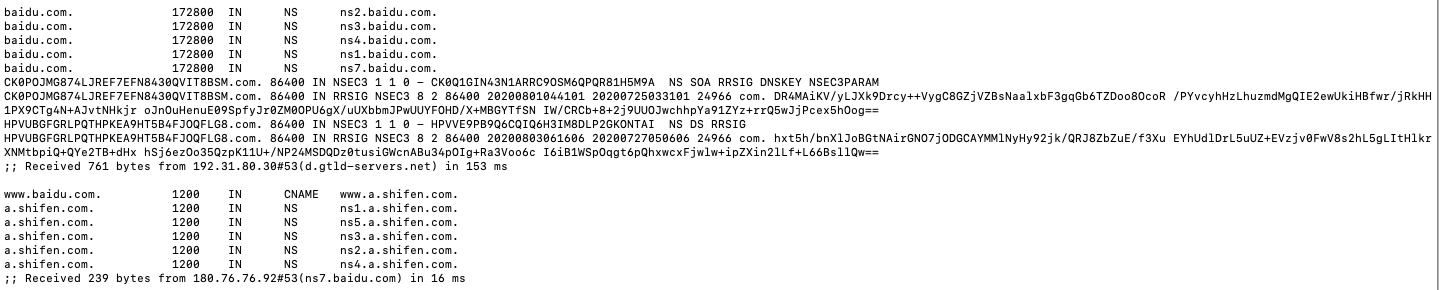 baidu.com. 172800 IN NS ns2.baidu.com.
baidu.com. 172800 IN NS ns3.baidu.com.
baidu.com. 172800 IN NS ns4.baidu.com.
baidu.com. 172800 IN NS ns1.baidu.com.
baidu.com. 172800 IN NS ns7.baidu.com.
CK0POJMG874LJREF7EFN8430QVIT8BSM.com. 86400 IN NSEC3 1 1 0 - CK0Q1GIN43N1ARRC9OSM6QPQR81H5M9A NS SOA RRSIG DNSKEY NSEC3PARAM
CK0POJMG874LJREF7EFN8430QVIT8BSM.com. 86400 IN RRSIG NSEC3 8 2 86400 20200801044101 20200725033101 24966 com. DR4MAiKV/yLJXk9Drcy++VygC8GZjVZBsNaalxbF3gqGb6TZDoo8OcoR /PYvcyhHzLhuzmdMgQIE2ewUkiHBfwr/jRkHH
1PX9CTg4N+AJvtNHkjr oJnOuHenuE09SpfyJr0ZM0OPU6gX/uUXbbmJPwUUYFOHD/X+MBGYTfSN IW/CRCb+8+2j9UUOJwchhpYa91ZYz+rrQ5wJjPcex5hOog==
HPVUBGFGRLPQTHPKEA9HT5B4FJOQFLG8.com. 86400 IN NSEC3 1 1 0 - HPVVE9PB9Q6CQIQ6H3IM8DLP2GKONTAI NS DS RRSIG
HPVUBGFGRLPQTHPKEA9HT5B4FJOQFLG8.com. 86400 IN RRSIG NSEC3 8 2 86400 20200803061606 20200727050606 24966 com. hxt5h/bnXlJoBGtNAirGNO7jODGCAYMMlNyHy92jk/QRJ8ZbZuE/f3Xu EYhUdlDrL5uUZ+EVzjv0FwV8s2hL5gLItHlkr
XNMtbpiQ+QYe2TB+dHx hSj6ezOo35QzpK11U+/NP24MSDQDz0tusiGWcnABu34pOIg+Ra3Voo6c I6iB1WSpOqgt6pQhxwcxFjwlw+ipZXin2lLf+L66BsllQw==
;; Received 761 bytes from 192.31.80.30#53(d.gtld-servers.net) in 153 ms
www.baidu.com. 1200 IN CNAME www.a.shifen.com.
a.shifen.com. 1200 IN NS ns1.a.shifen.com.
a.shifen.com. 1200 IN NS ns5.a.shifen.com.
a.shifen.com. 1200 IN NS ns3.a.shifen.com.
a.shifen.com. 1200 IN NS ns2.a.shifen.com.
a.shifen.com. 1200 IN NS ns4.a.shifen.com.
;; Received 239 bytes from 180.76.76.92#53(ns7.baidu.com) in 16 ms